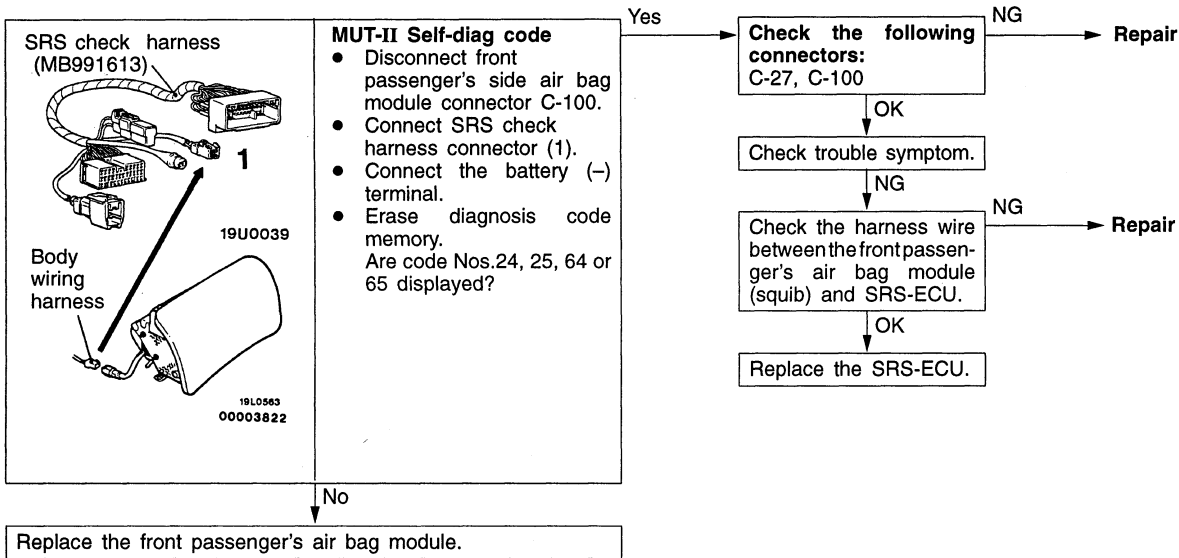 SRS check harness
(MB991613)
1
19U0039
Body
wiring
harness
19L0563
00003822
MUT-II Self-diag code
● Disconnect front
passenger's side air bag
module connector C-100.
● Connect SRS check
harness connector (1).
● Connect the battery (–)
terminal.
● Erase diagnosis code
memory.
Are code Nos.24, 25, 64 or
65 displayed?
Yes
Check the following
connectors:
C-27, C-100
NG
Repair
OK
Check trouble symptom.
NG
Check the harness wire
between the front passen-
ger's air bag module
(squib) and SRS-ECU.
NG
Repair
OK
Replace the SRS-ECU.
No
Replace the front passenger's air bag module.